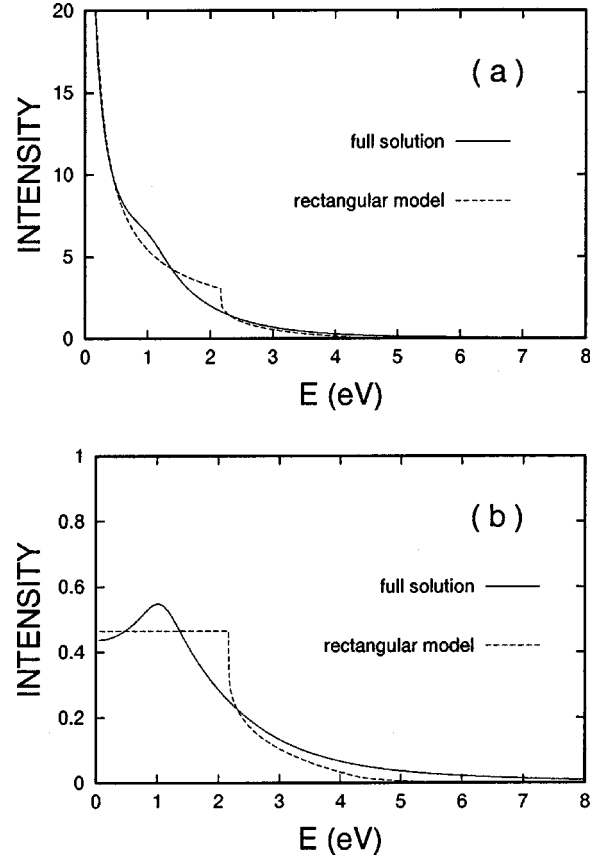 20
15
10
5
0
INTENSITY
( a )
full solution
rectangular model
0 1 2 3 4 5 6 7 8
E (eV)
1
0.8
0.6
0.4
0.2
0
INTENSITY
( b )
full solution
rectangular model
0 1 2 3 4 5 6 7 8
E (eV)